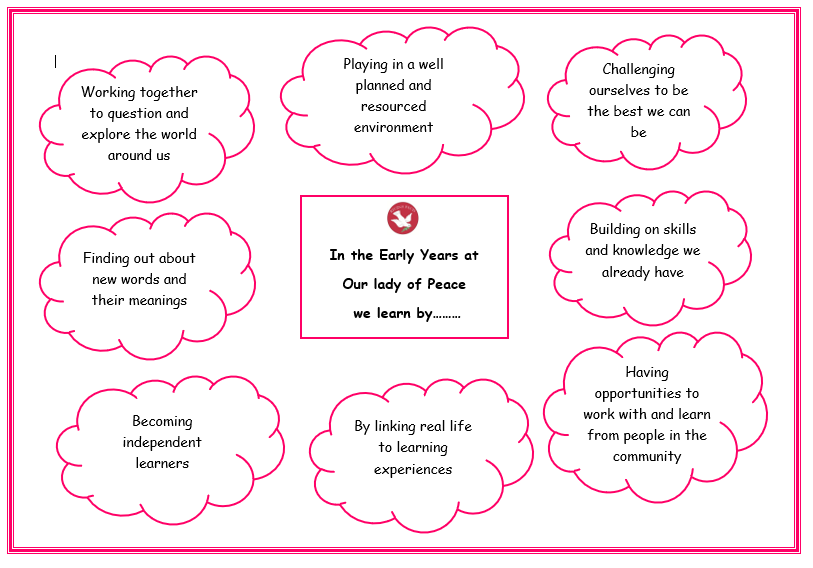 Working together
to question and
explore the world
around us
Playing in a well
planned and
resourced
environment
Challenging
ourselves to be
the best we can
be
Finding out about
new words and
their meanings
In the Early Years at
Our lady of Peace
we learn by………
Building on skills
and knowledge we
already have
Becoming
independent
learners
By linking real life
to learning
experiences
Having
opportunities to
work with and learn
from people in the
community